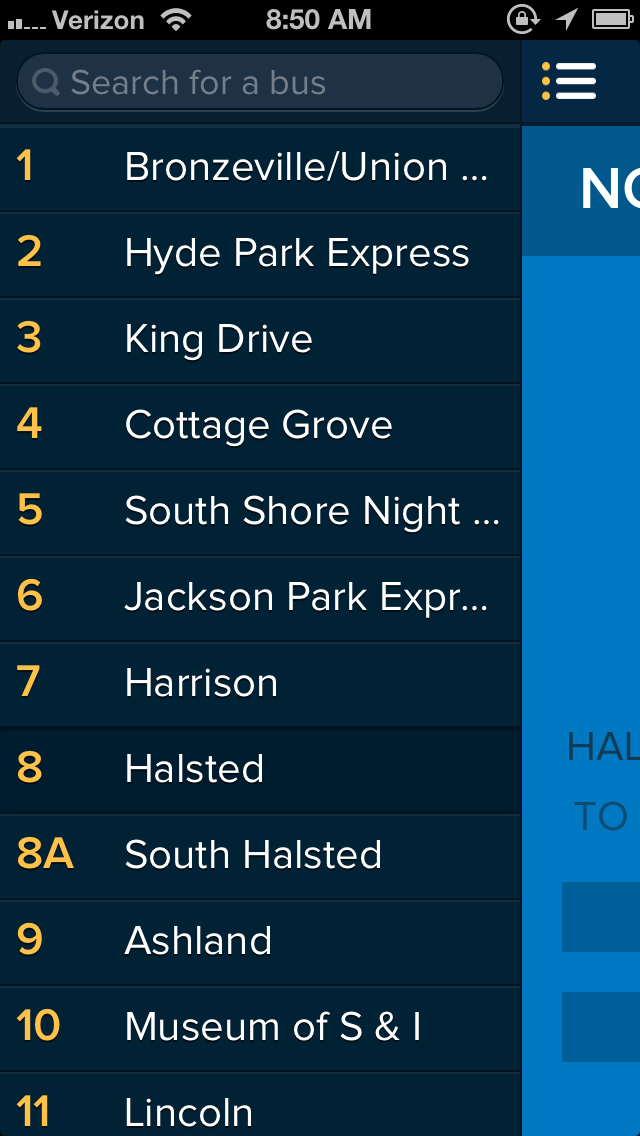 Verizon 8:50 AM
Search for a bus
1 Bronzeville/Union ...
2 Hyde Park Express
3 King Drive
4 Cottage Grove
5 South Shore Night ...
6 Jackson Park Expr...
7 Harrison
8 Halsted
8A South Halsted
9 Ashland
10 Museum of S & I
11 Lincoln
NO
HAL
TO